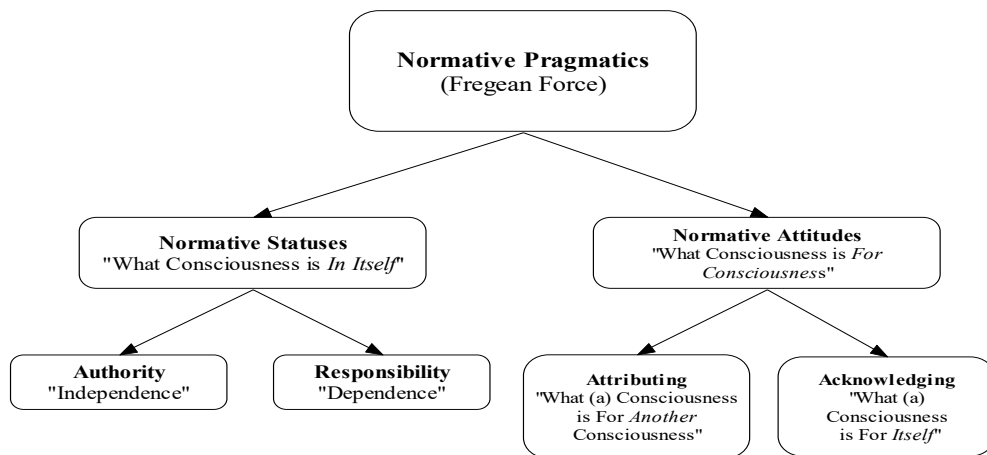 Normative Pragmatics
(Fregean Force)
Normative Statuses
"What Consciousness is In Itself"
Normative Attitudes
"What Consciousness is For
Consciousness"
Authority
"Independence"
Responsibility
"Dependence"
Attributing
"What (a) Consciousness
is For Another
Consciousness"
Acknowledging
"What (a)
Consciousness
is For Itself"